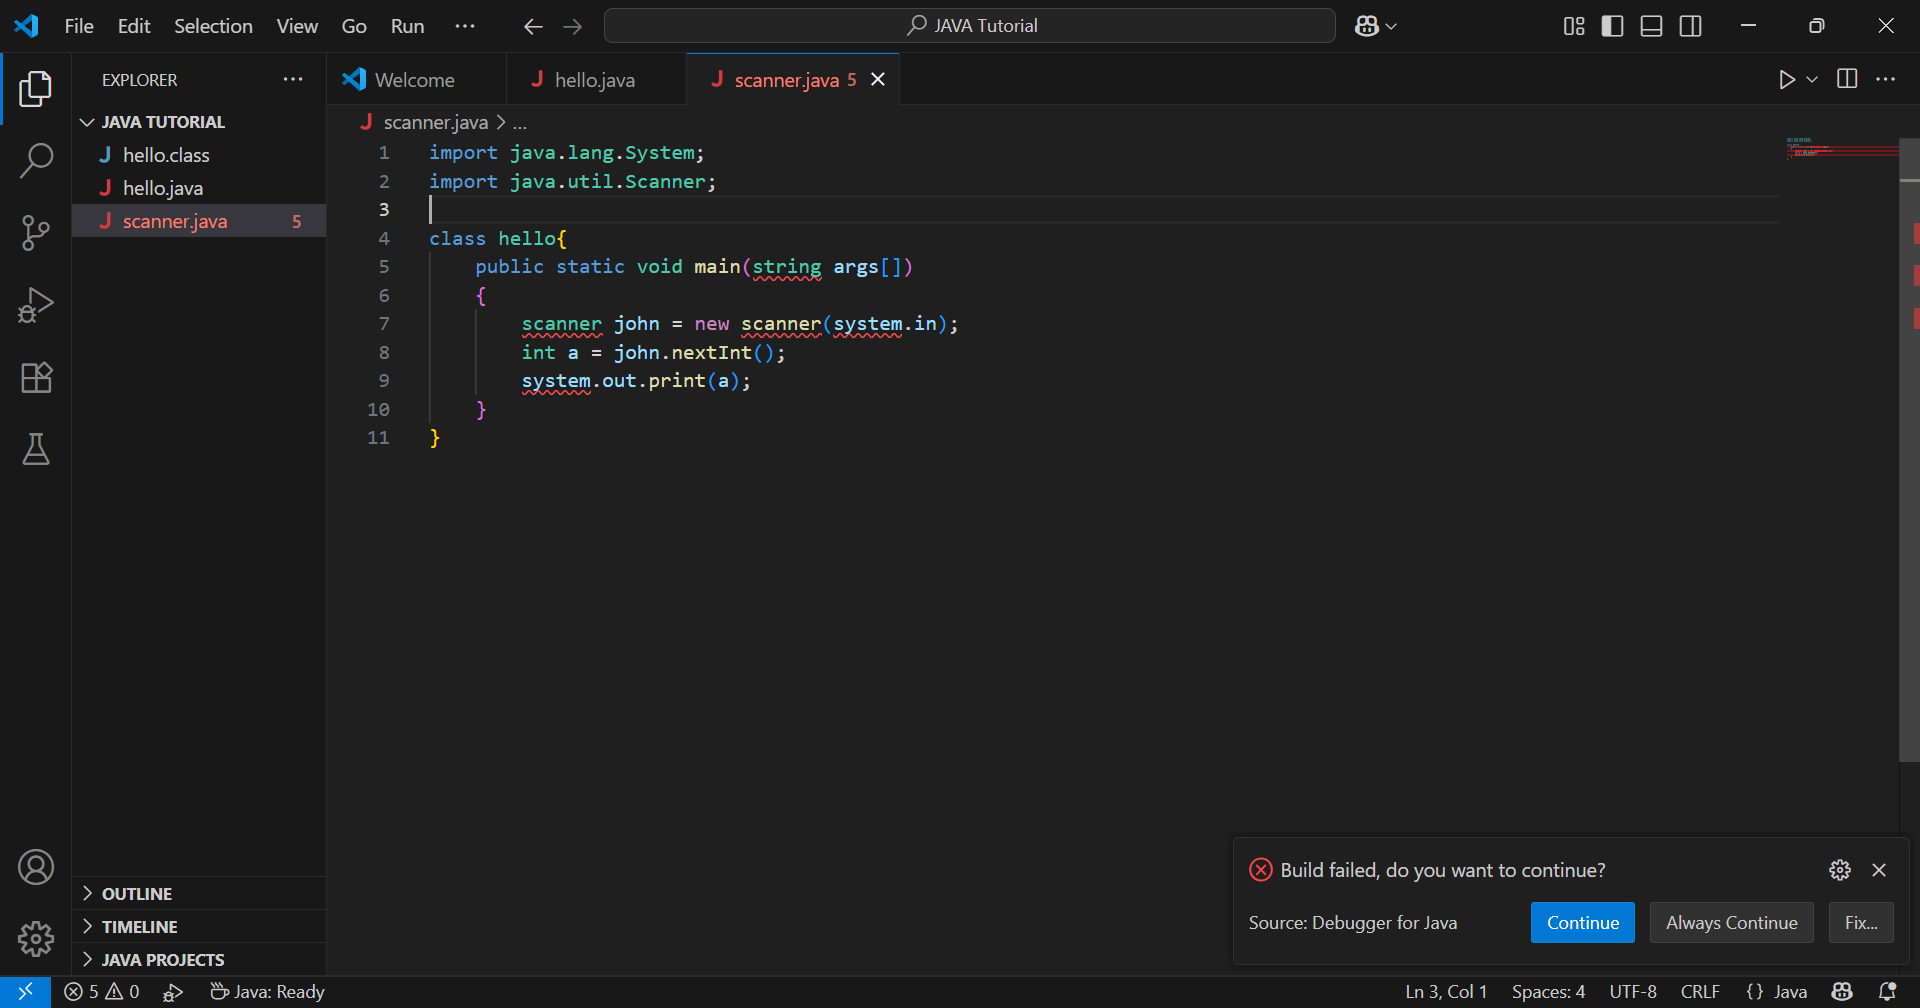 File Edit Selection View Go Run ··· JAVA Tutorial
EXPLORER ···
Welcome hello.java scanner.java 5
JAVA TUTORIAL
hello.class
hello.java
scanner.java 5
scanner.java > ...
1 import java.lang.System;
2 import java.util.Scanner;
3
4 class hello{
5 public static void main(string args[])
6 {
7 scanner john = new scanner(system.in);
8 int a = john.nextInt();
9 system.out.print(a);
10 }
11 }
OUTLINE
TIMELINE
JAVA PROJECTS
Build failed, do you want to continue?
Source: Debugger for Java Continue Always Continue Fix...
5 0 Java: Ready Ln 3, Col 1 Spaces: 4 UTF-8 CRLF {} Java